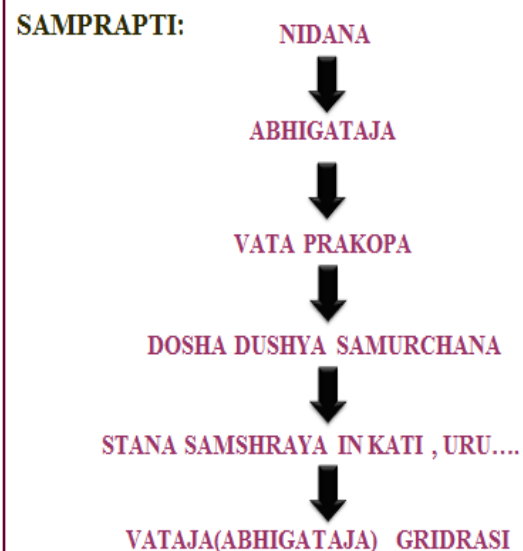 SAMPRAPTI:
NIDANA
ABHIGATAJA
VATA PRAKOPA
DOSHA DUSHYA SAMURCHANA
STANA SAMSHRAYA IN KATI , URU....
VATAJA(ABHIGATAJA) GRIDRASI